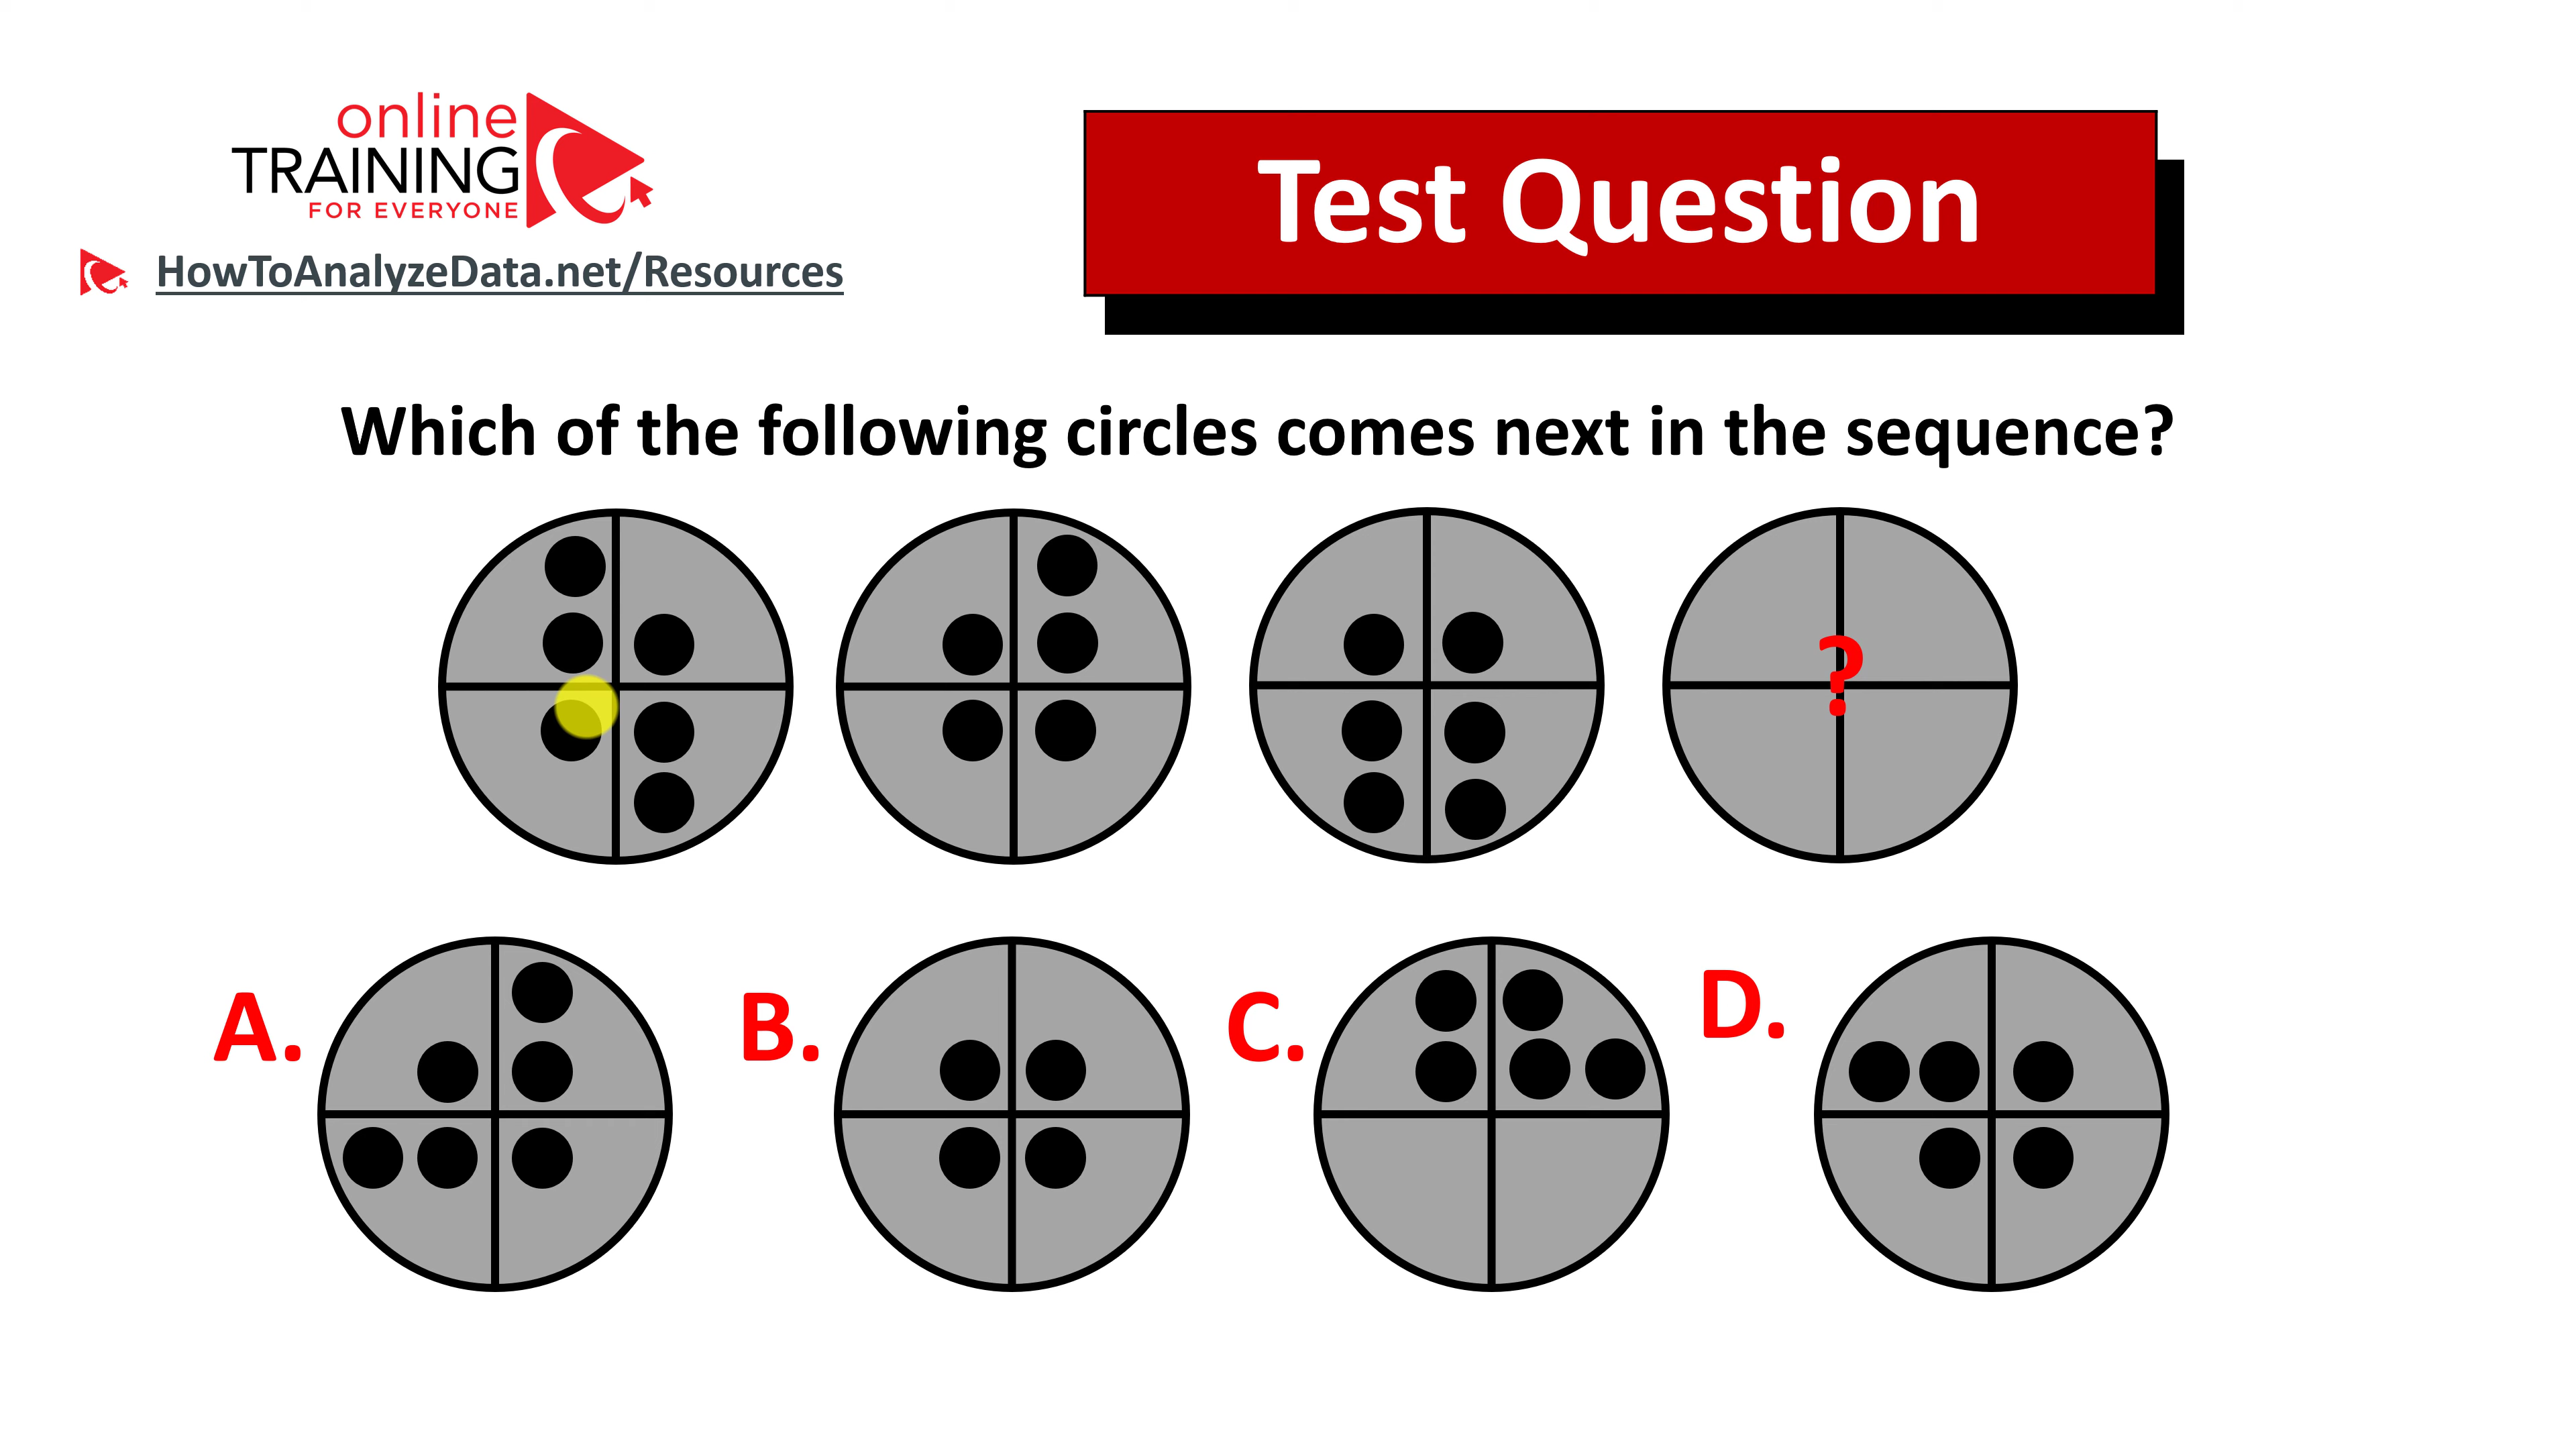 online
TRAINING
FOR EVERYONE
HowToAnalyzeData.net/Resources
Test Question
Which of the following circles comes next in the sequence?
?
A.
B.
C.
D.